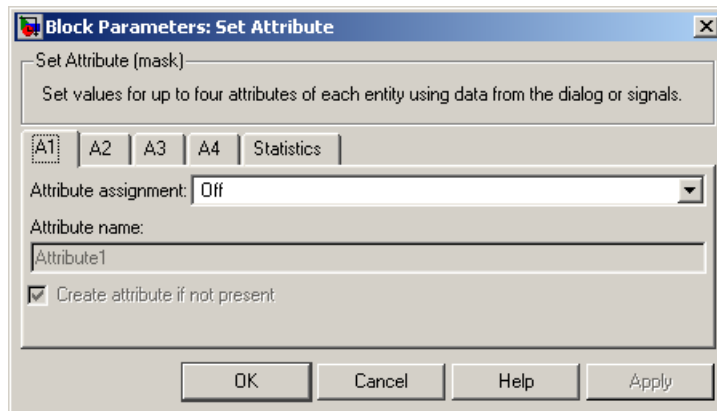 Block Parameters: Set Attribute
Set Attribute (mask)
Set values for up to four attributes of each entity using data from the dialog or signals.
A1 A2 A3 A4 Statistics
Attribute assignment: Off
Attribute name:
Attribute1
Create attribute if not present
OK Cancel Help Apply